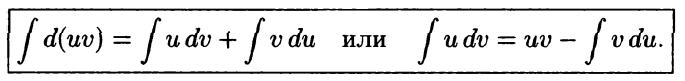 ∫ d(uv) = ∫ u dv + ∫ v du или ∫ u dv = uv − ∫ v du.